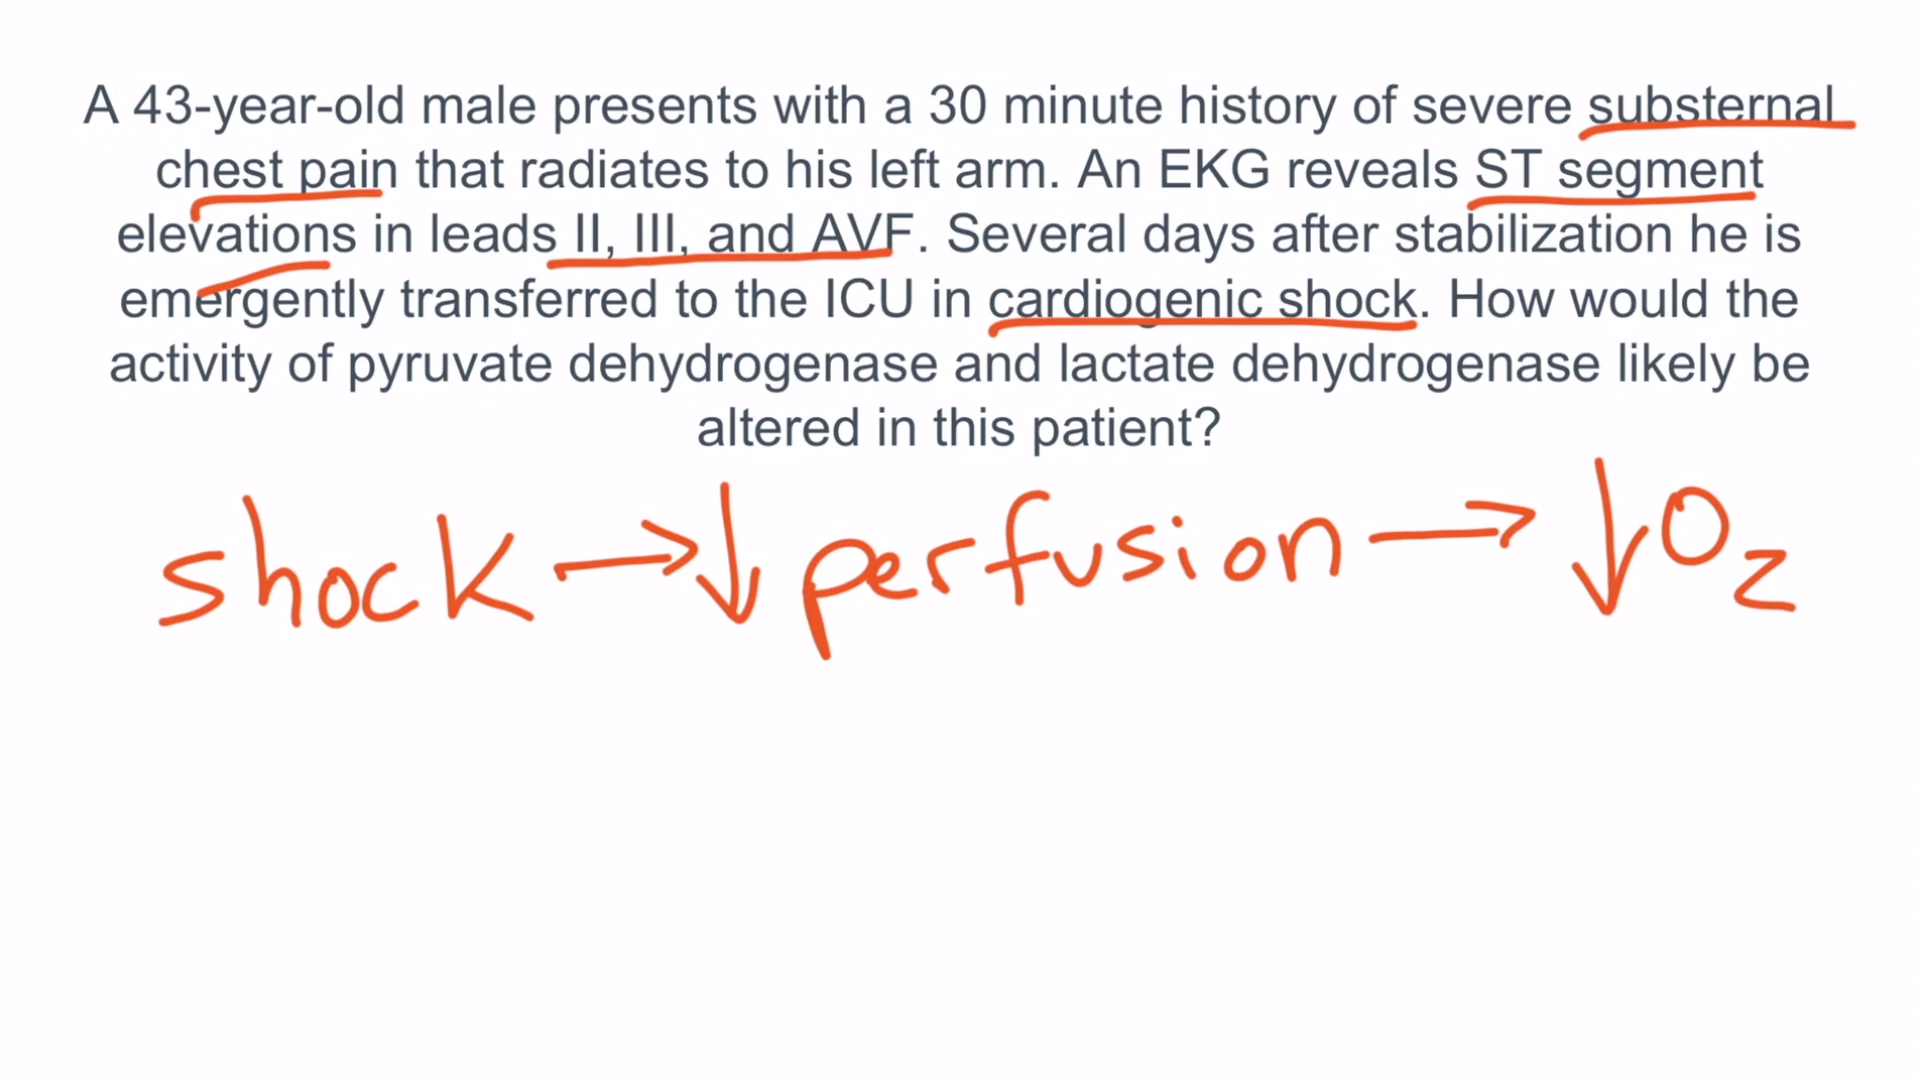 A 43-year-old male presents with a 30 minute history of severe substernal
chest pain that radiates to his left arm. An EKG reveals ST segment
elevations in leads II, III, and AVF. Several days after stabilization he is
emergently transferred to the ICU in cardiogenic shock. How would the
activity of pyruvate dehydrogenase and lactate dehydrogenase likely be
altered in this patient?
shock → ↓ perfusion → ↓ O₂